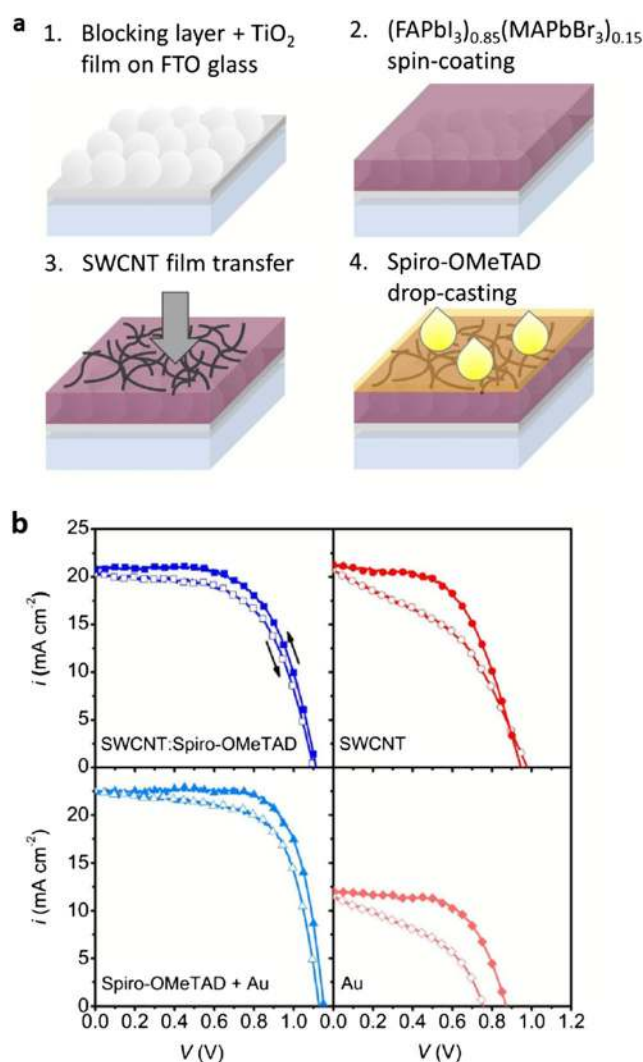 a
1. Blocking layer + TiO₂
film on FTO glass
2. (FAPbI₃)₀.₈₅(MAPbBr₃)₀.₁₅
spin-coating
3. SWCNT film transfer
4. Spiro-OMeTAD
drop-casting
b
25
20
15
10
5
0
i (mA cm⁻²)
SWCNT:Spiro-OMeTAD
SWCNT
20
15
10
5
0
i (mA cm⁻²)
Spiro-OMeTAD + Au
Au
0.0 0.2 0.4 0.6 0.8 1.0 0.0 0.2 0.4 0.6 0.8 1.0 1.2
V (V) V (V)